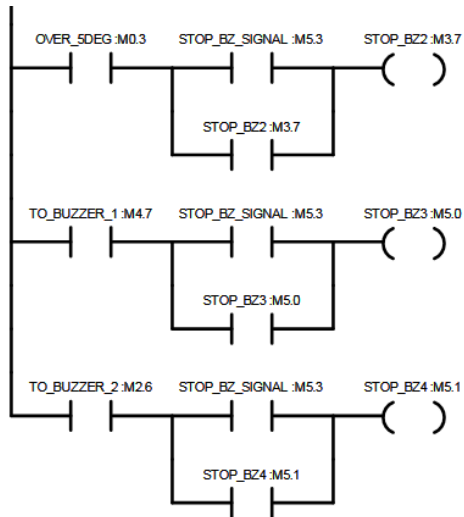 OVER_5DEG :M0.3 STOP_BZ_SIGNAL :M5.3 STOP_BZ2 :M3.7
STOP_BZ2 :M3.7
TO_BUZZER_1 :M4.7 STOP_BZ_SIGNAL :M5.3 STOP_BZ3 :M5.0
STOP_BZ3 :M5.0
TO_BUZZER_2 :M2.6 STOP_BZ_SIGNAL :M5.3 STOP_BZ4 :M5.1
STOP_BZ4 :M5.1